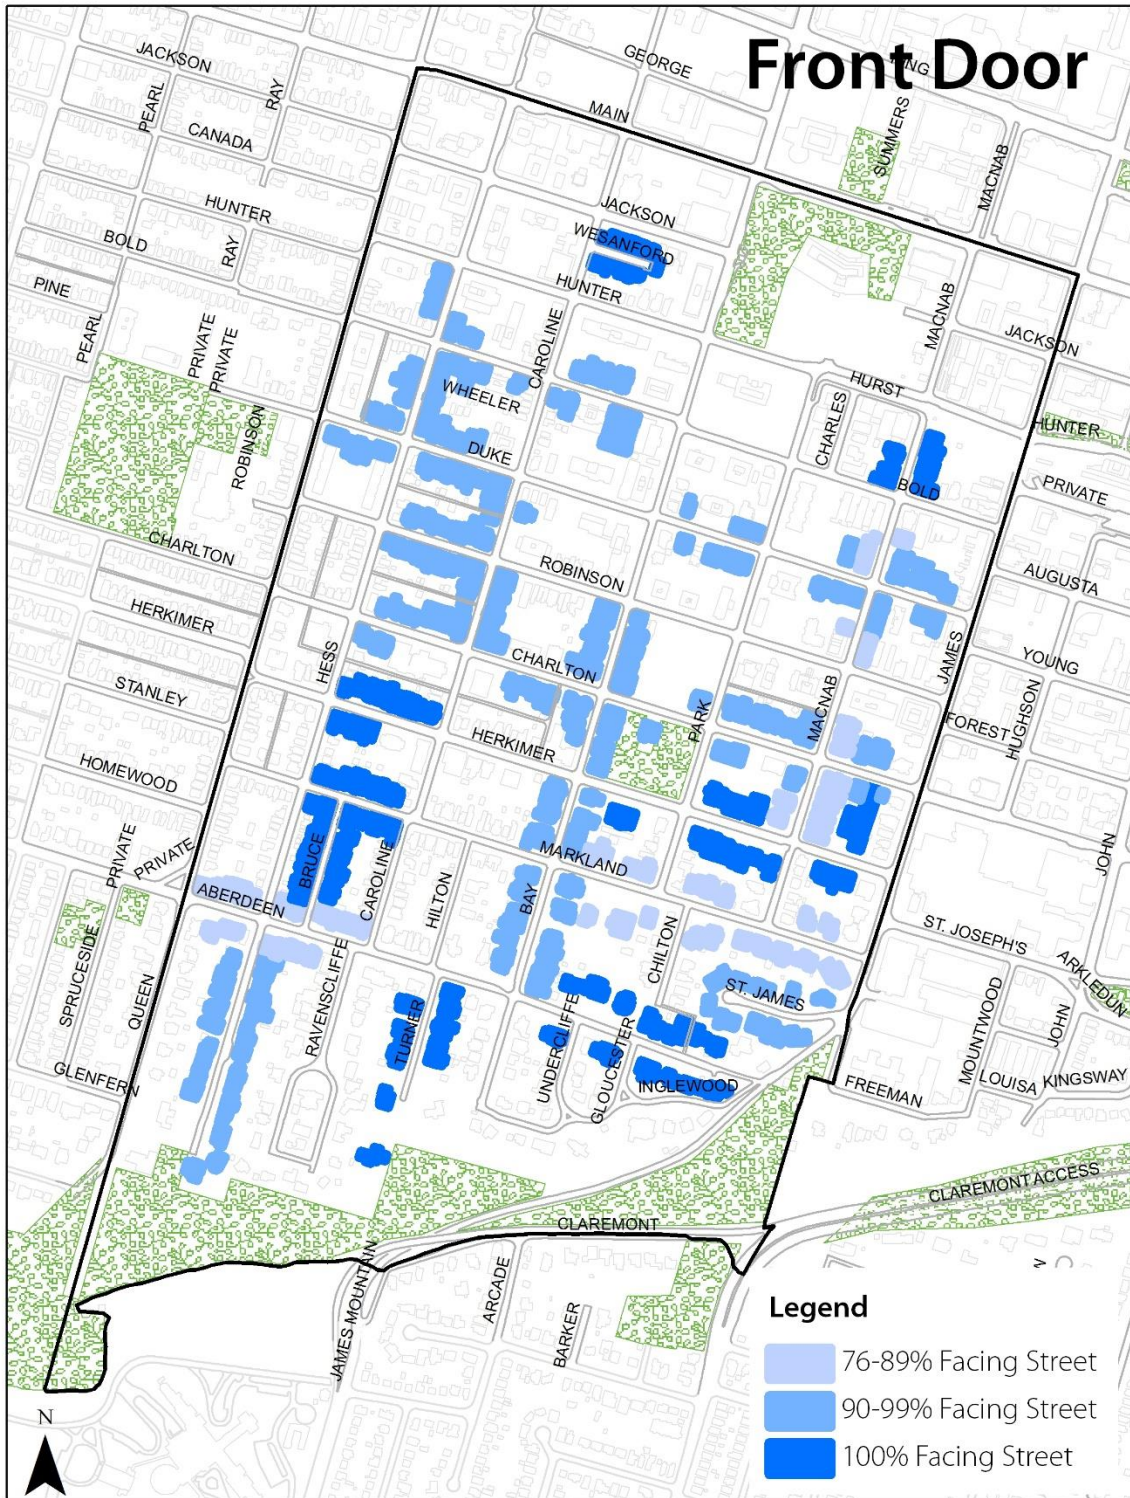 Front Door
KING
GEORGE
JACKSON
RAY
PEARL
MAIN
SUMMERS
MACNAB
CANADA
HUNTER
JACKSON
BOLD
RAY
WESANFORD
PINE
HUNTER
MACNAB
JACKSON
PEARL
PRIVATE
PRIVATE
CAROLINE
HURST
WHEELER
CHARLES
HUNTER
ROBINSON
DUKE
BOLD
PRIVATE
CHARLTON
ROBINSON
AUGUSTA
HERKIMER
HESS
CHARLTON
JAMES
YOUNG
STANLEY
PARK
MACNAB
HUGHSON
FOREST
HERKIMER
HOMEWOOD
PRIVATE
PRIVATE
BRUCE
MARKLAND
JOHN
ABERDEEN
CAROLINE
HILTON
BAY
CHILTON
ST. JOSEPH'S
SPRUCESIDE
QUEEN
RAVENSCLIFFE
ST. JAMES
ARKLEDUN
TURNER
UNDERCLIFFE
GLOUCESTER
MOUNTWOOD
JOHN
GLENFERN
INGLEWOOD
FREEMAN
LOUISA
KINGSWAY
CLAREMONT ACCESS
CLAREMONT
JAMES MOUNTAIN
ARCADE
BARKER
N
Legend
76-89% Facing Street
90-99% Facing Street
100% Facing Street
N